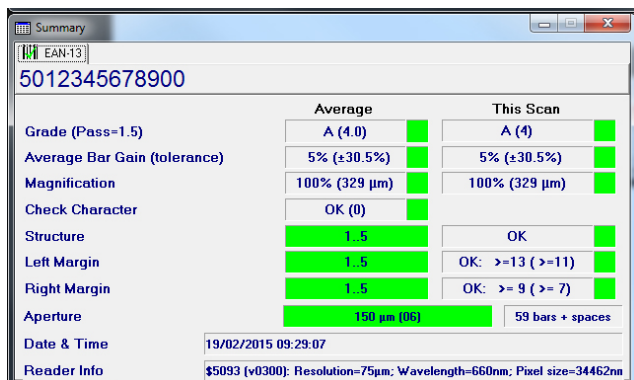 Summary
EAN-13
5012345678900
Average This Scan
Grade (Pass=1.5) A (4.0) A (4)
Average Bar Gain (tolerance) 5% (±30.5%) 5% (±30.5%)
Magnification 100% (329 µm) 100% (329 µm)
Check Character OK (0)
Structure 1..5 OK
Left Margin 1..5 OK: >=13 ( >=11)
Right Margin 1..5 OK: >= 9 ( >= 7)
Aperture 150 µm (06) 59 bars + spaces
Date & Time 19/02/2015 09:29:07
Reader Info $5093 (v0300): Resolution=75µm; Wavelength=660nm; Pixel size=34462nm